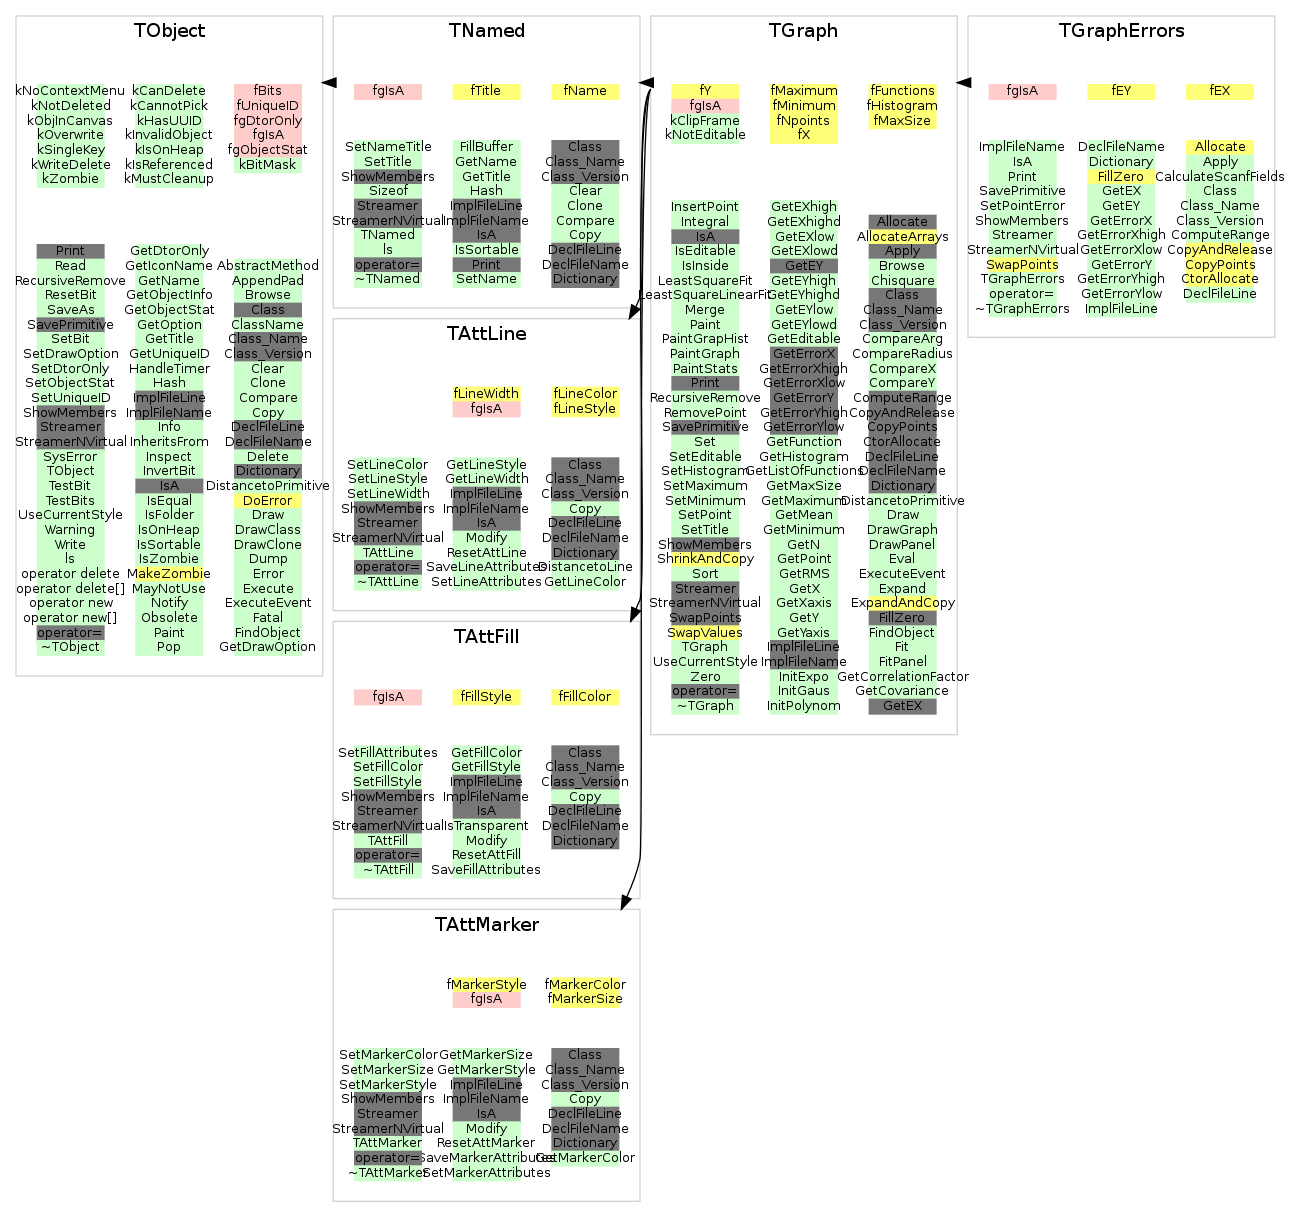 TObject
kNoContextMenu
kNotDeleted
kObjInCanvas
kOverwrite
kSingleKey
kWriteDelete
kZombie
kCanDelete
kCannotPick
kHasUUID
kInvalidObject
kIsOnHeap
kIsReferenced
kMustCleanup
fBits
fUniqueID
fgDtorOnly
fgIsA
fgObjectStat
kBitMask
Print
Read
RecursiveRemove
ResetBit
SaveAs
SavePrimitive
SetBit
SetDrawOption
SetDtorOnly
SetObjectStat
SetUniqueID
ShowMembers
Streamer
StreamerNVirtual
SysError
TObject
TestBit
TestBits
UseCurrentStyle
Warning
Write
ls
operator delete
operator delete[]
operator new
operator new[]
operator=
~TObject
GetDtorOnly
GetIconName
GetName
GetObjectInfo
GetObjectStat
GetOption
GetTitle
GetUniqueID
HandleTimer
Hash
ImplFileLine
ImplFileName
Info
InheritsFrom
Inspect
InvertBit
IsA
IsEqual
IsFolder
IsOnHeap
IsSortable
IsZombie
MakeZombie
MayNotUse
Notify
Obsolete
Paint
Pop
AbstractMethod
AppendPad
Browse
Class
ClassName
Class_Name
Class_Version
Clear
Clone
Compare
Copy
DeclFileLine
DeclFileName
Delete
Dictionary
DistancetoPrimitive
DoError
Draw
DrawClass
DrawClone
Dump
Error
Execute
ExecuteEvent
Fatal
FindObject
GetDrawOption
TNamed
fgIsA
fTitle
fName
SetNameTitle
SetTitle
ShowMembers
Sizeof
Streamer
StreamerNVirtual
TNamed
ls
operator=
~TNamed
FillBuffer
GetName
GetTitle
Hash
ImplFileLine
ImplFileName
IsA
IsSortable
Print
SetName
Class
Class_Name
Class_Version
Clear
Clone
Compare
Copy
DeclFileLine
DeclFileName
Dictionary
TAttLine
fLineWidth
fgIsA
fLineColor
fLineStyle
SetLineColor
SetLineStyle
SetLineWidth
ShowMembers
Streamer
StreamerNVirtual
TAttLine
operator=
~TAttLine
GetLineStyle
GetLineWidth
ImplFileLine
ImplFileName
IsA
Modify
ResetAttLine
SaveLineAttributes
SetLineAttributes
Class
Class_Name
Class_Version
Copy
DeclFileLine
DeclFileName
Dictionary
DistancetoLine
GetLineColor
TAttFill
fgIsA
fFillStyle
fFillColor
SetFillAttributes
SetFillColor
SetFillStyle
ShowMembers
Streamer
StreamerNVirtual
TAttFill
operator=
~TAttFill
GetFillColor
GetFillStyle
ImplFileLine
ImplFileName
IsA
IsTransparent
Modify
ResetAttFill
SaveFillAttributes
Class
Class_Name
Class_Version
Copy
DeclFileLine
DeclFileName
Dictionary
TAttMarker
fMarkerStyle
fgIsA
fMarkerColor
fMarkerSize
SetMarkerColor
SetMarkerSize
SetMarkerStyle
ShowMembers
Streamer
StreamerNVirtual
TAttMarker
operator=
~TAttMarker
GetMarkerSize
GetMarkerStyle
ImplFileLine
ImplFileName
IsA
Modify
ResetAttMarker
SaveMarkerAttributes
SetMarkerAttributes
Class
Class_Name
Class_Version
Copy
DeclFileLine
DeclFileName
Dictionary
GetMarkerColor
TGraph
fY
fgIsA
kClipFrame
kNotEditable
fMaximum
fMinimum
fNpoints
fX
fFunctions
fHistogram
fMaxSize
InsertPoint
Integral
IsA
IsEditable
IsInside
LeastSquareFit
LeastSquareLinearFit
Merge
Paint
PaintGrapHist
PaintGraph
PaintStats
Print
RecursiveRemove
RemovePoint
SavePrimitive
Set
SetEditable
SetHistogram
SetMaximum
SetMinimum
SetPoint
SetTitle
ShowMembers
ShrinkAndCopy
Sort
Streamer
StreamerNVirtual
SwapPoints
SwapValues
TGraph
UseCurrentStyle
Zero
operator=
~TGraph
GetEXhigh
GetEXhighd
GetEXlow
GetEXlowd
GetEY
GetEYhigh
GetEYhighd
GetEYlow
GetEYlowd
GetEditable
GetErrorX
GetErrorXhigh
GetErrorXlow
GetErrorY
GetErrorYhigh
GetErrorYlow
GetFunction
GetHistogram
GetListOfFunctions
GetMaxSize
GetMaximum
GetMean
GetMinimum
GetN
GetPoint
GetRMS
GetX
GetXaxis
GetY
GetYaxis
ImplFileLine
ImplFileName
InitExpo
InitGaus
InitPolynom
Allocate
AllocateArrays
Apply
Browse
Chisquare
Class
Class_Name
Class_Version
CompareArg
CompareRadius
CompareX
CompareY
ComputeRange
CopyAndRelease
CopyPoints
CtorAllocate
DeclFileLine
DeclFileName
Dictionary
DistancetoPrimitive
Draw
DrawGraph
DrawPanel
Eval
ExecuteEvent
Expand
ExpandAndCopy
FillZero
FindObject
Fit
FitPanel
GetCorrelationFactor
GetCovariance
GetEX
TGraphErrors
fgIsA
fEY
fEX
ImplFileName
IsA
Print
SavePrimitive
SetPointError
ShowMembers
Streamer
StreamerNVirtual
SwapPoints
TGraphErrors
operator=
~TGraphErrors
DeclFileName
Dictionary
FillZero
GetEX
GetEY
GetErrorX
GetErrorXhigh
GetErrorXlow
GetErrorY
GetErrorYhigh
GetErrorYlow
ImplFileLine
Allocate
Apply
CalculateScanfFields
Class
Class_Name
Class_Version
ComputeRange
CopyAndRelease
CopyPoints
CtorAllocate
DeclFileLine